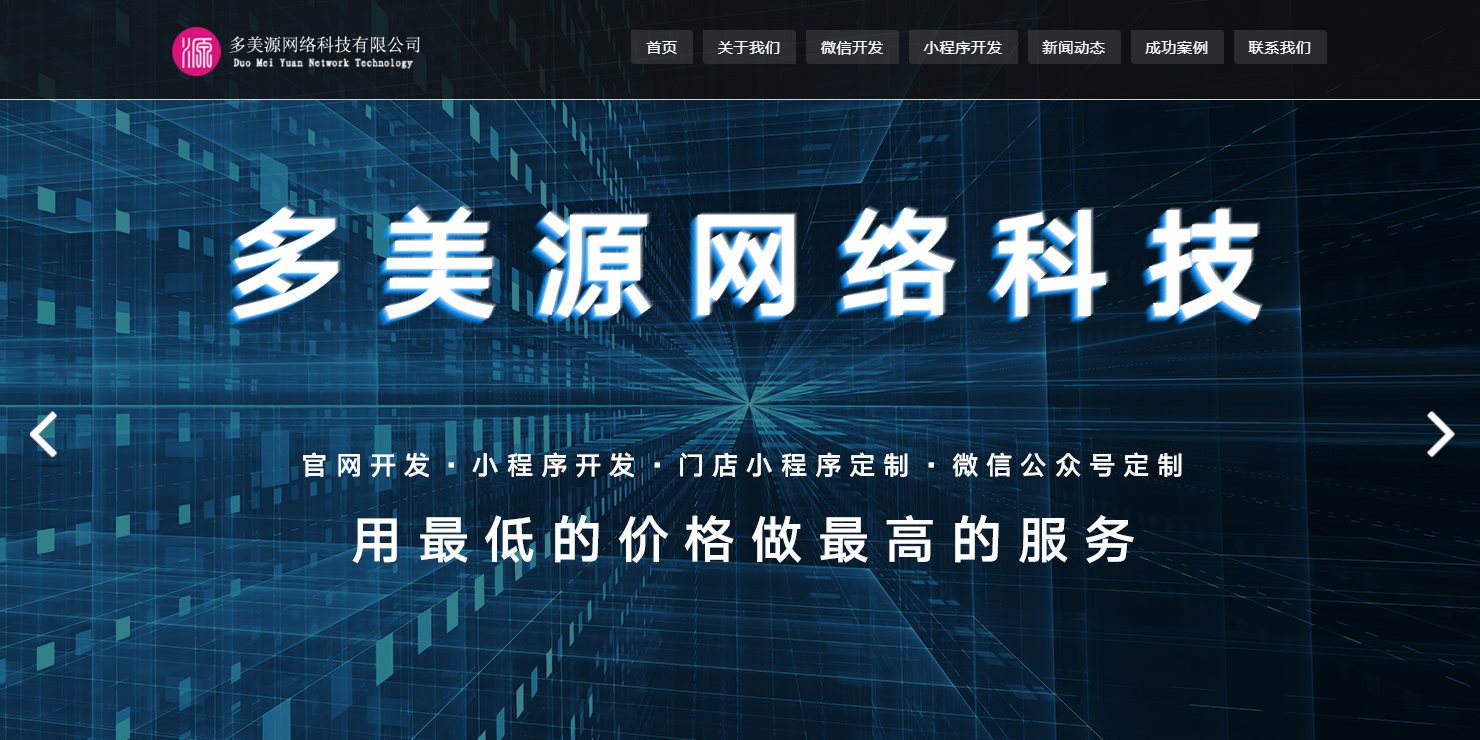 多美源网络科技有限公司
Duo Mei Yuan Network Technology
首页 关于我们 微信开发 小程序开发 新闻动态 成功案例 联系我们
多美源网络科技
官网开发·小程序开发·门店小程序定制·微信公众号定制
用最低的价格做最高的服务